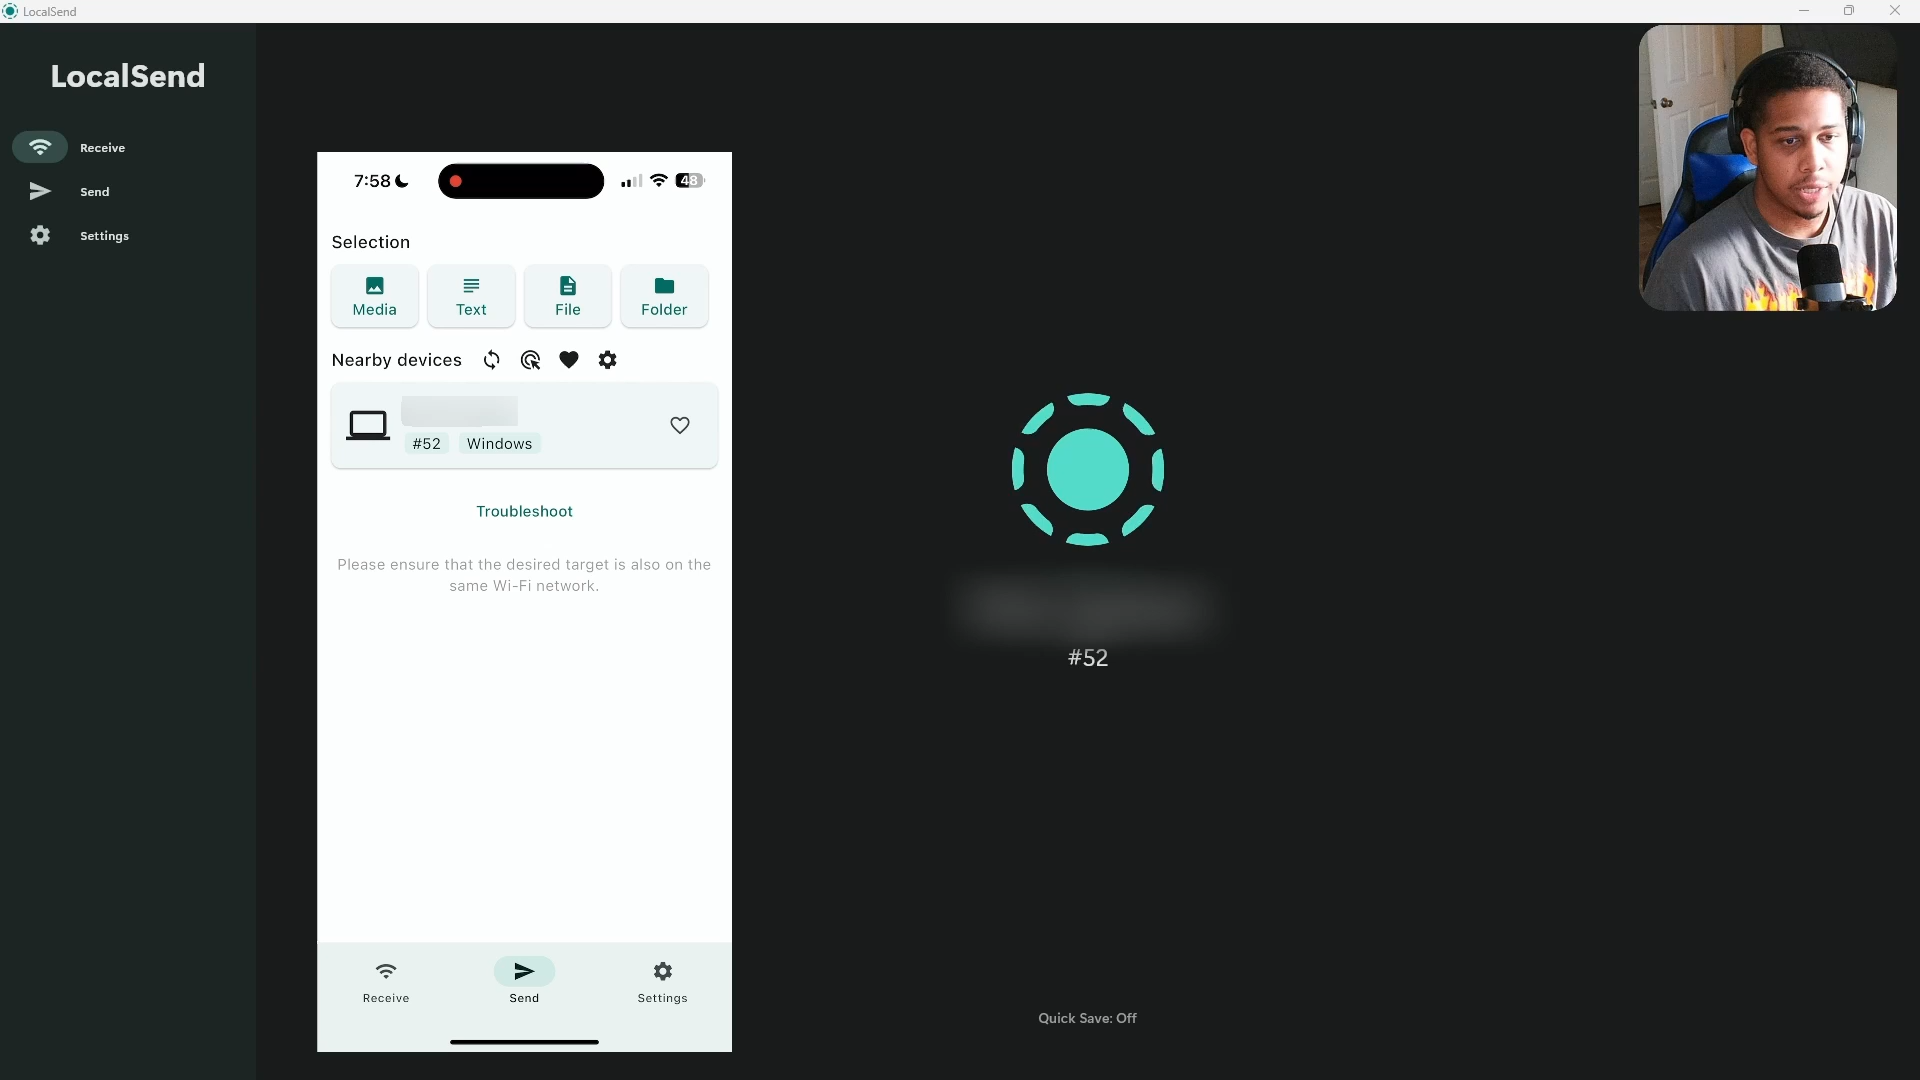 LocalSend
LocalSend
Receive
Send
Settings
7:58
48
Selection
Media
Text
File
Folder
Nearby devices
#52
Windows
Troubleshoot
Please ensure that the desired target is also on the
same Wi-Fi network.
Receive
Send
Settings
#52
Quick Save: Off